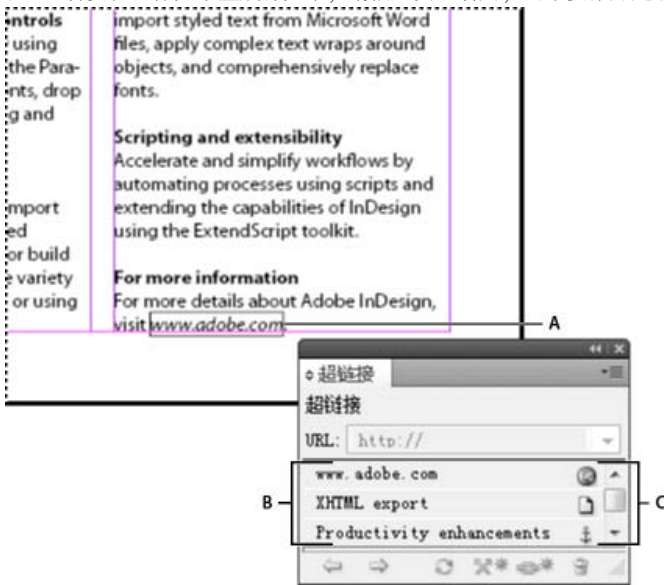 ntrols
using
the Para-
nts, drop
g and
mport
ed
or build
variety
or using
import styled text from Microsoft Word
files, apply complex text wraps around
objects, and comprehensively replace
fonts.
Scripting and extensibility
Accelerate and simplify workflows by
automating processes using scripts and
extending the capabilities of InDesign
using the ExtendScript toolkit.
For more information
For more details about Adobe InDesign,
visit www.adobe.com.
A
超链接
超链接
URL: http://
www.adobe.com
B
XHTML export
C
Productivity enhancements